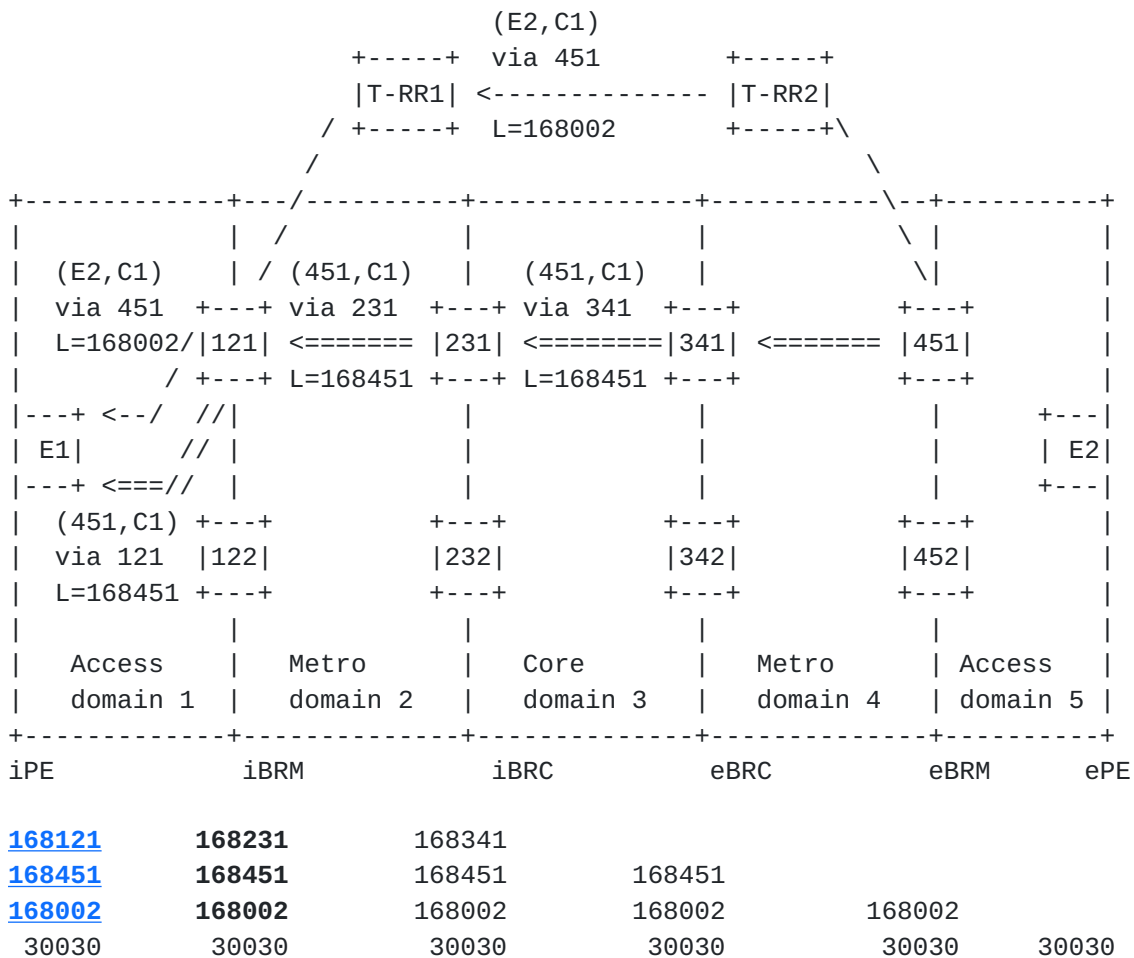 (E2,C1)
                      +-----+  via 451        +-----+
                      |T-RR1| <-------------- |T-RR2|
                    / +-----+  L=168002       +-----+\
                   /                                   \
+-------------+---/----------+--------------+-----------\--+----------+
|             |  /           |              |            \ |          |
|  (E2,C1)    | / (451,C1)   |   (451,C1)   |             \|          |
|  via 451  +---+ via 231  +---+ via 341  +---+          +---+        |
|  L=168002/|121| <======= |231| <========|341| <======= |451|        |
|         / +---+ L=168451 +---+ L=168451 +---+          +---+        |
|---+ <--/  //|              |              |              |      +---|
| E1|      // |              |              |              |      | E2|
|---+ <===//  |              |              |              |      +---|
|  (451,C1) +---+          +---+          +---+          +---+        |
|  via 121  |122|          |232|          |342|          |452|        |
|  L=168451 +---+          +---+          +---+          +---+        |
|             |              |              |              |          |
|   Access    |   Metro      |   Core       |   Metro      | Access   |
|   domain 1  |   domain 2   |   domain 3   |   domain 4   | domain 5 |
+-------------+--------------+--------------+--------------+----------+
iPE            iBRM            iBRC          eBRC          eBRM      ePE

168121      168231        168341
168451      168451        168451        168451
168002      168002        168002        168002         168002
 30030       30030         30030         30030          30030     30030